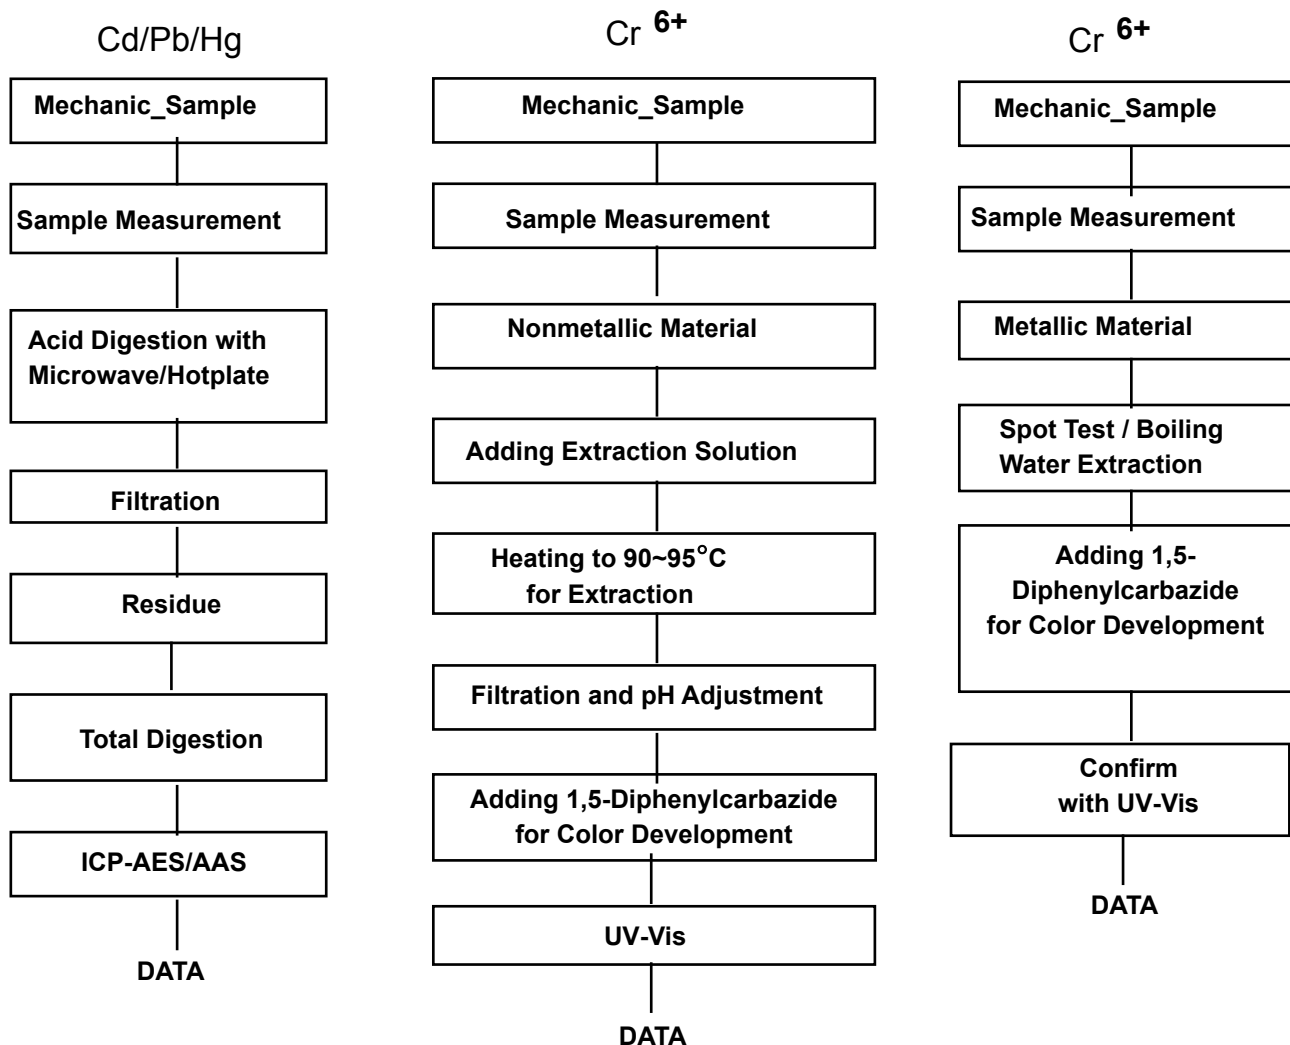 Cd/Pb/Hg
Mechanic_Sample
Sample Measurement
Acid Digestion with
Microwave/Hotplate
Filtration
Residue
Total Digestion
ICP-AES/AAS
DATA
Cr 6+
Mechanic_Sample
Sample Measurement
Nonmetallic Material
Adding Extraction Solution
Heating to 90~95°C
for Extraction
Filtration and pH Adjustment
Adding 1,5-Diphenylcarbazide
for Color Development
UV-Vis
DATA
Cr 6+
Mechanic_Sample
Sample Measurement
Metallic Material
Spot Test / Boiling
Water Extraction
Adding 1,5-
Diphenylcarbazide
for Color Development
Confirm
with UV-Vis
DATA